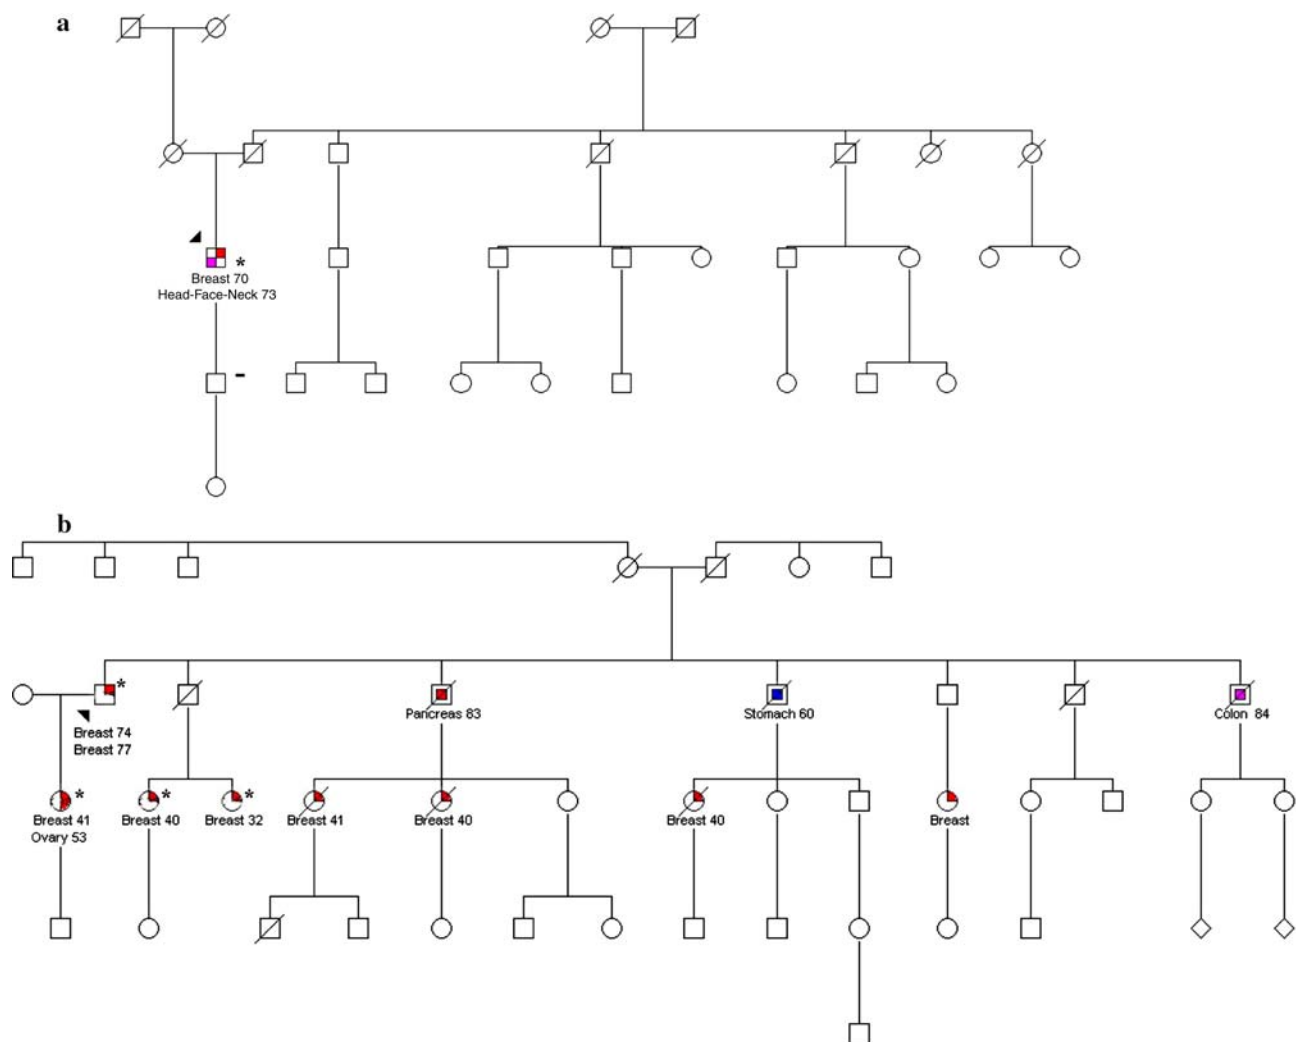 a
*
Breast 70
Head-Face-Neck 73
-
b
*
Pancreas 83
Stomach 60
Colon 84
Breast 74
Breast 77
*
*
*
Breast 41
Ovary 53
Breast 40
Breast 32
Breast 41
Breast 40
Breast 40
Breast